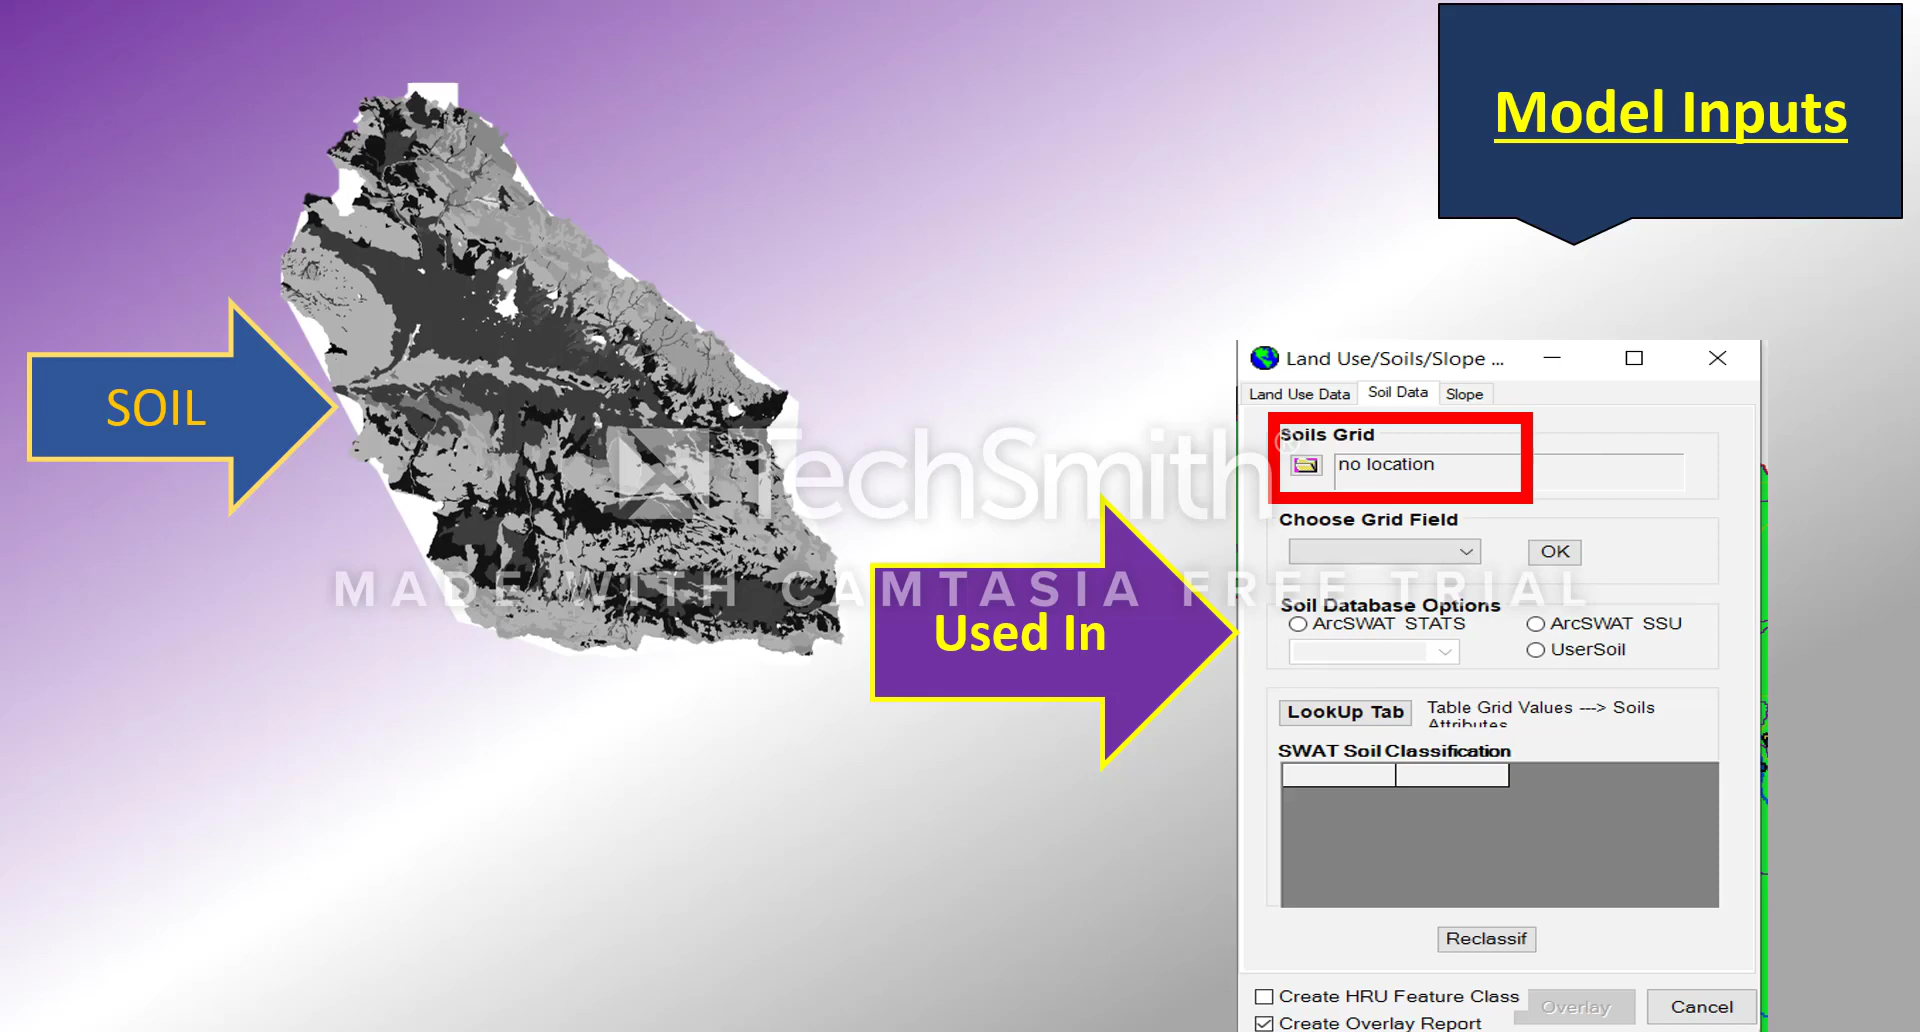 Model Inputs
SOIL
Used In
Land Use/Soils/Slope ...
Land Use Data
Soil Data
Slope
Soils Grid
no location
Choose Grid Field
OK
Soil Database Options
ArcSWAT STATS
ArcSWAT SSU
UserSoil
LookUp Tab
Table Grid Values ---> Soils
Attributes
SWAT Soil Classification
Reclassif
Create HRU Feature Class
Create Overlay Report
Overlay
Cancel
TechSmith®
MADE WITH CAMTASIA FREE TRIAL